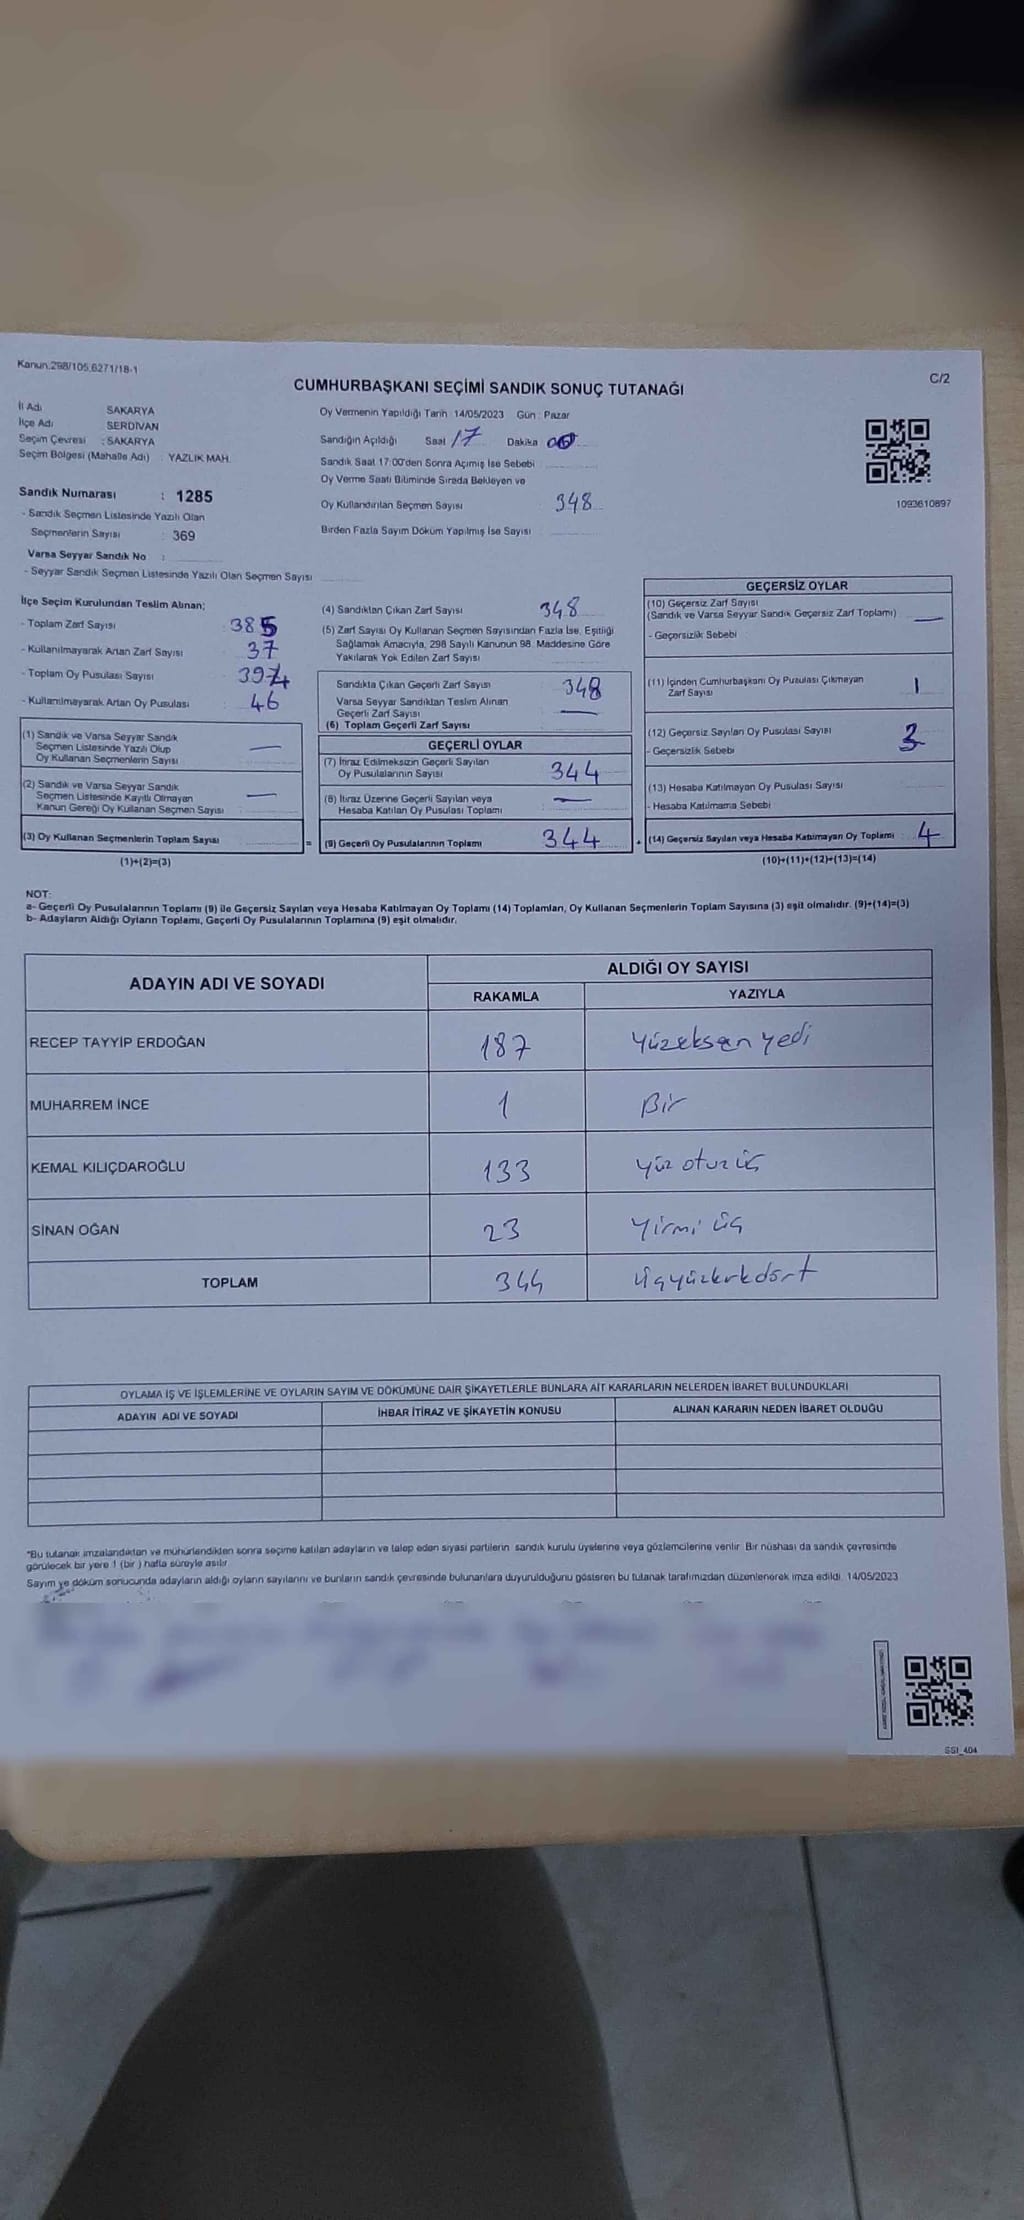 Kanun.298/105,6271/18-1
C/2
CUMHURBAŞKANI SEÇİMİ SANDIK SONUÇ TUTANAĞI
İl Adı SAKARYA
İlçe Adı : SERDİVAN
Seçim Çevresi : SAKARYA
Seçim Bölgesi (Mahalle Adı) : YAZLIK MAH.
Sandık Numarası : 1285
- Sandık Seçmen Listesinde Yazılı Olan
Seçmenlerin Sayısı : 369
Varsa Seyyar Sandık No :
- Seyyar Sandık Seçmen Listesinde Yazılı Olan Seçmen Sayısı
Oy Vermenin Yapıldığı Tarih : 14/05/2023 Gün : Pazar
Sandığın Açıldığı Saat 17 Dakika
Sandık Saat 17:00'den Sonra Açımış İse Sebebi
Oy Verme Saati Bitiminde Sırada Bekleyen ve
Oy Kullandırılan Seçmen Sayısı 348
Birden Fazla Sayım Döküm Yapılmış İse Sayısı
1093610897
İlçe Seçim Kurulundan Teslim Alınan;
- Toplam Zarf Sayısı 385
- Kullanılmayarak Artan Zarf Sayısı 37
- Toplam Oy Pusulası Sayısı 394
- Kullanılmayarak Artan Oy Pusulası 46
(1) Sandık ve Varsa Seyyar Sandık
Seçmen Listesinde Yazılı Olup
Oy Kullanan Seçmenlerin Sayısı —
(2) Sandık ve Varsa Seyyar Sandık
Seçmen Listesinde Kayıtlı Olmayan
Kanun Gereği Oy Kullanan Seçmen Sayısı —
(3) Oy Kullanan Seçmenlerin Toplam Sayısı
=
(1)+(2)=(3)
(4) Sandıktan Çıkan Zarf Sayısı 348
(5) Zarf Sayısı Oy Kullanan Seçmen Sayısından Fazla İse, Eşitliği
Sağlamak Amacıyla, 298 Sayılı Kanunun 98. Maddesine Göre
Yakılarak Yok Edilen Zarf Sayısı
Sandıkta Çıkan Geçerli Zarf Sayısı 348
Varsa Seyyar Sandıktan Teslim Alınan
Geçerli Zarf Sayısı —
(6) Toplam Geçerli Zarf Sayısı
GEÇERLİ OYLAR
(7) İtiraz Edilmeksizin Geçerli Sayılan
Oy Pusulalarının Sayısı 344
(8) İtiraz Üzerine Geçerli Sayılan veya
Hesaba Katılan Oy Pusulası Toplamı —
(9) Geçerli Oy Pusulalarının Toplamı 344
+
GEÇERSİZ OYLAR
(10) Geçersiz Zarf Sayısı
(Sandık ve Varsa Seyyar Sandık Geçersiz Zarf Toplamı) —
- Geçersizlik Sebebi
(11) İçinden Cumhurbaşkanı Oy Pusulası Çıkmayan
Zarf Sayısı 1
(12) Geçersiz Sayılan Oy Pusulası Sayısı 3
- Geçersizlik Sebebi
(13) Hesaba Katılmayan Oy Pusulası Sayısı
- Hesaba Katılmama Sebebi
(14) Geçersiz Sayılan veya Hesaba Katılmayan Oy Toplamı : 4
(10)+(11)+(12)+(13)=(14)
NOT:
a- Geçerli Oy Pusulalarının Toplamı (9) ile Geçersiz Sayılan veya Hesaba Katılmayan Oy Toplamı (14) Toplamları, Oy Kullanan Seçmenlerin Toplam Sayısına (3) eşit olmalıdır. (9)+(14)=(3)
b- Adayların Aldığı Oyların Toplamı, Geçerli Oy Pusulalarının Toplamına (9) eşit olmalıdır.
ADAYIN ADI VE SOYADI ALDIĞI OY SAYISI
RAKAMLA YAZIYLA
RECEP TAYYİP ERDOĞAN 187 Yüzseksen yedi
MUHARREM İNCE 1 Bir
KEMAL KILIÇDAROĞLU 133 yüz otuz üç
SİNAN OĞAN 23 Yirmi üç
TOPLAM 344 Üçyüzkırkdört
OYLAMA İŞ VE İŞLEMLERİNE VE OYLARIN SAYIM VE DÖKÜMÜNE DAİR ŞİKAYETLERLE BUNLARA AİT KARARLARIN NELERDEN İBARET BULUNDUKLARI
ADAYIN ADI VE SOYADI İHBAR İTİRAZ VE ŞİKAYETİN KONUSU ALINAN KARARIN NEDEN İBARET OLDUĞU
*Bu tutanak imzalandıktan ve mühürlendikten sonra seçime katılan adayların ve talep eden siyasi partilerin sandık kurulu üyelerine veya gözlemcilerine verilir. Bir nüshası da sandık çevresinde
görülecek bir yere 1 (bir ) hafta süreyle asılır
Sayım ve döküm sonucunda adayların aldığı oyların sayılarını ve bunların sandık çevresinde bulunanlara duyurulduğunu gösteren bu tutanak tarafımızdan düzenlenerek imza edildi. 14/05/2023
SSI_404